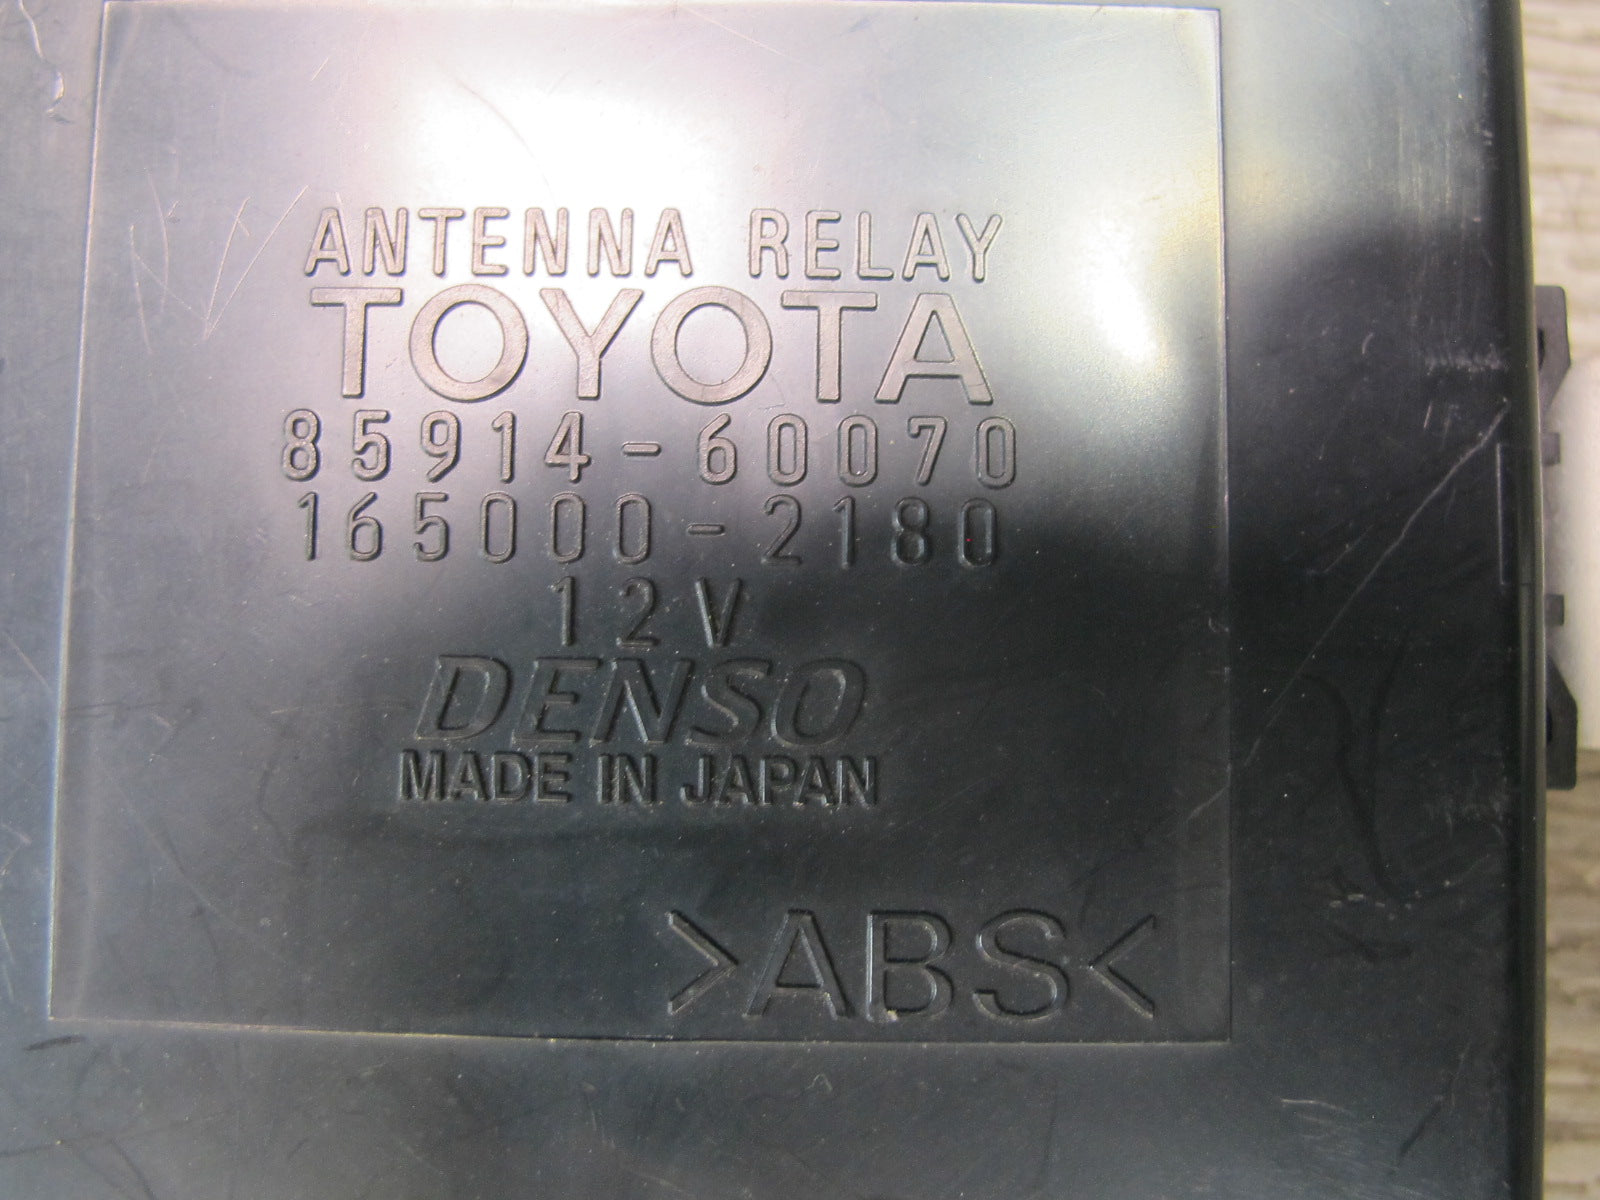 ANTENNA RELAY
TOYOTA
85914-60070
165000-2180
12V
DENSO
MADE IN JAPAN
>ABS<